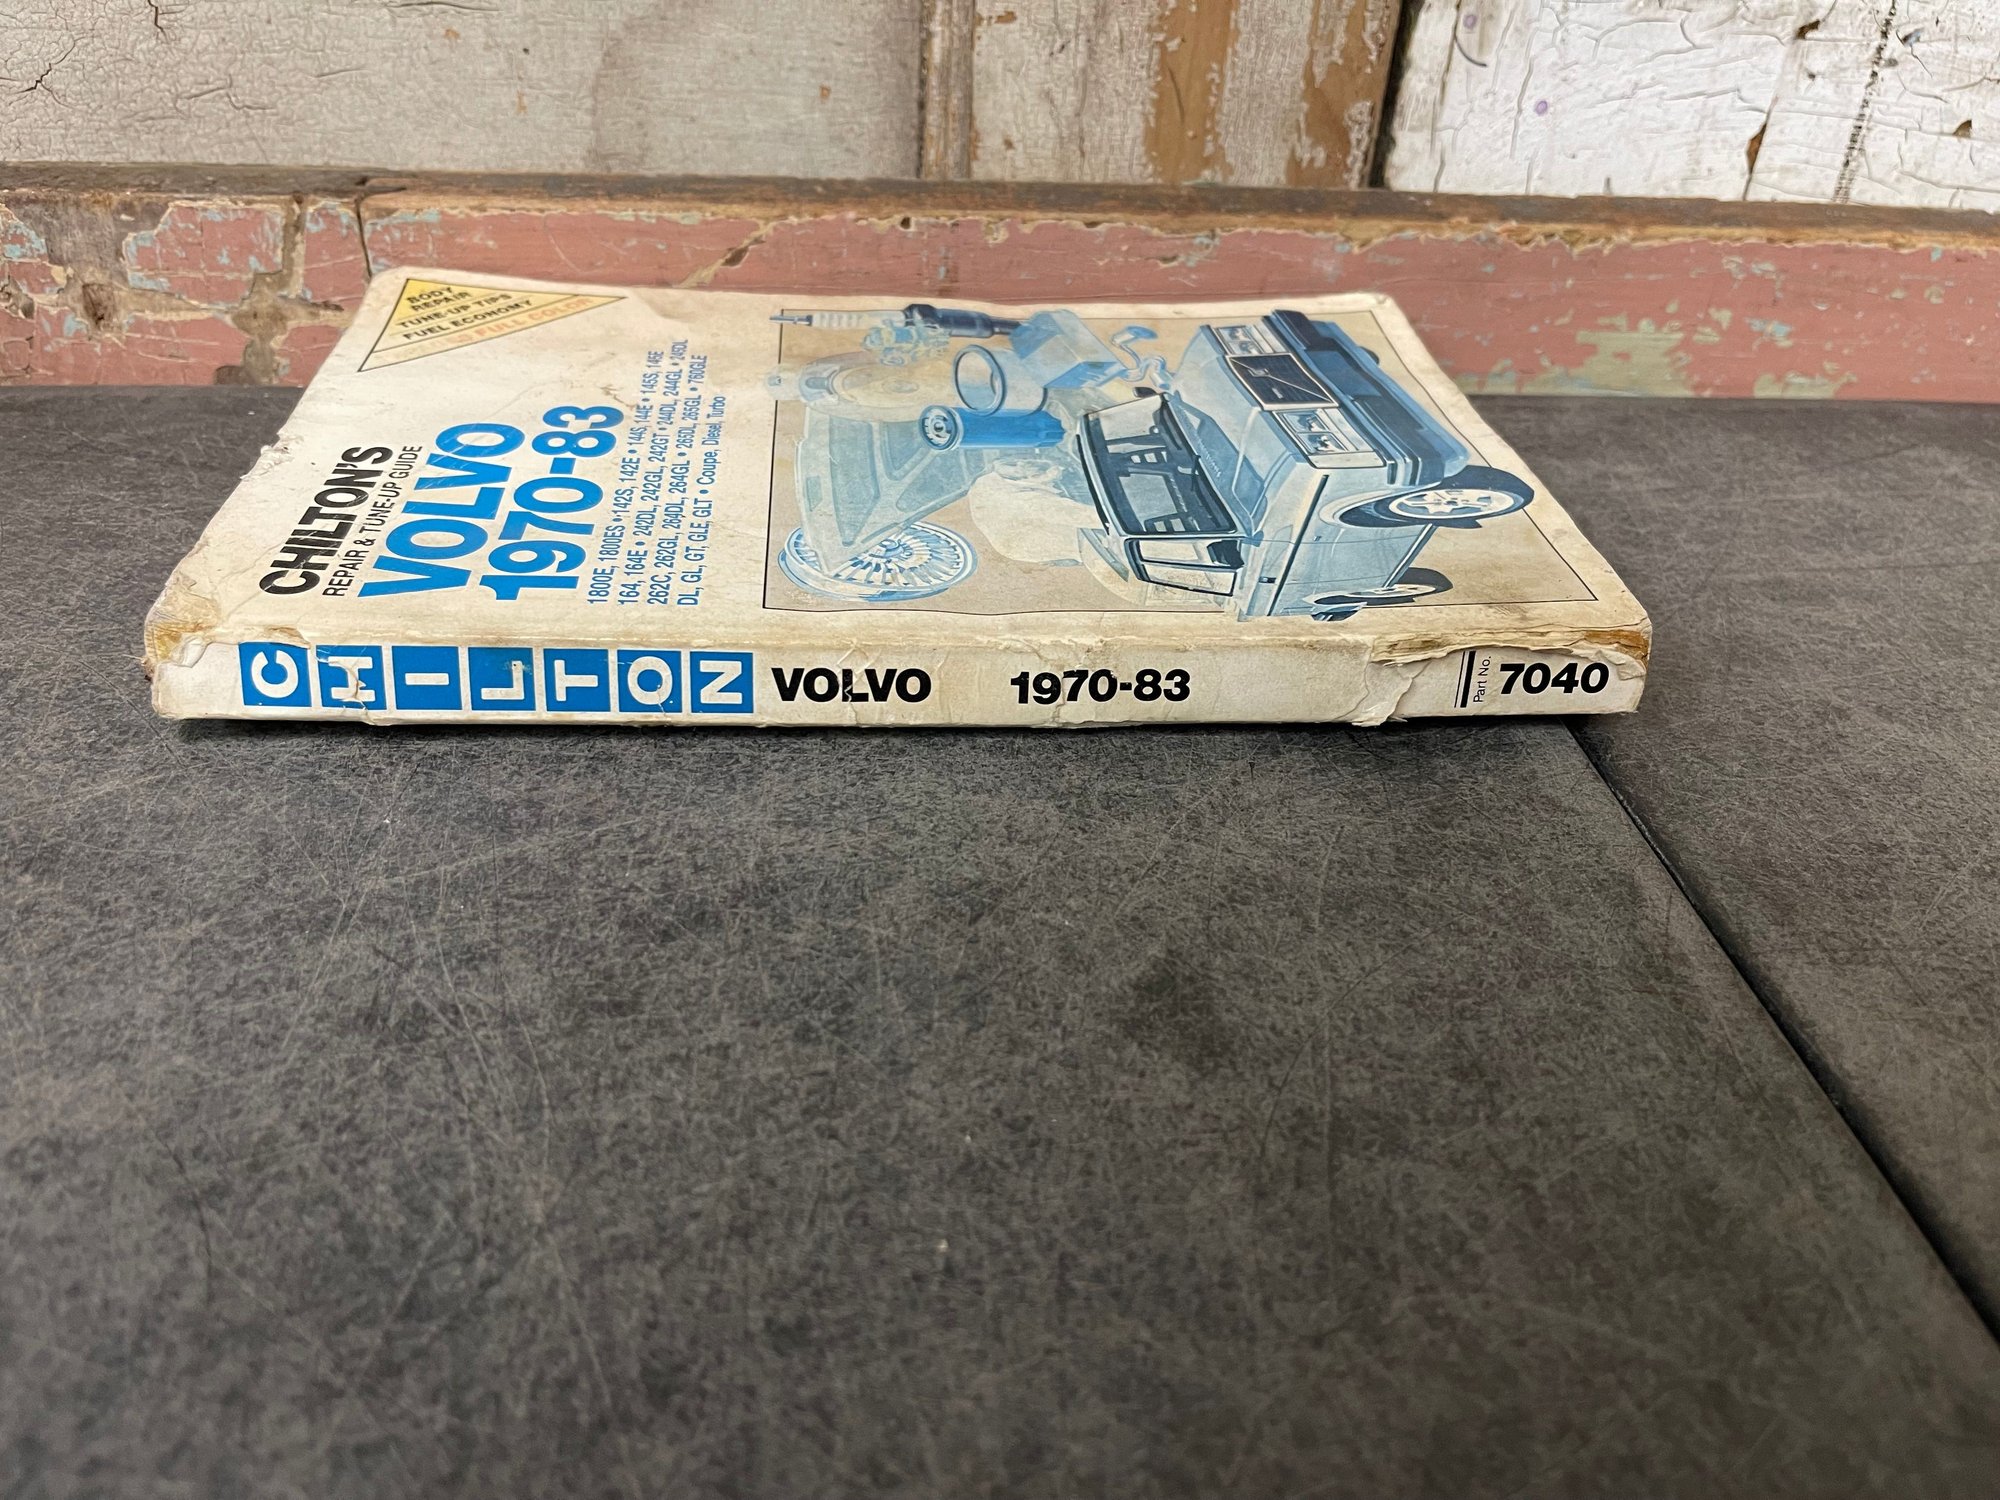 BODY
REPAIR
TUNE-UP TIPS
FUEL ECONOMY
FULL COLOR
CHILTON'S
REPAIR & TUNE-UP GUIDE
VOLVO
1970-83
1800E, 1800ES • 142S, 142E • 144S, 144E • 145S, 145E
164, 164E • 242DL, 242GL, 242GT • 244DL, 244GL • 245DL
262C, 262GL, 264DL, 264GL • 265DL, 265GL • 760GLE
DL, GL, GT, GLE, GLT • Coupe, Diesel, Turbo
CHILTON VOLVO 1970-83 Part No. 7040